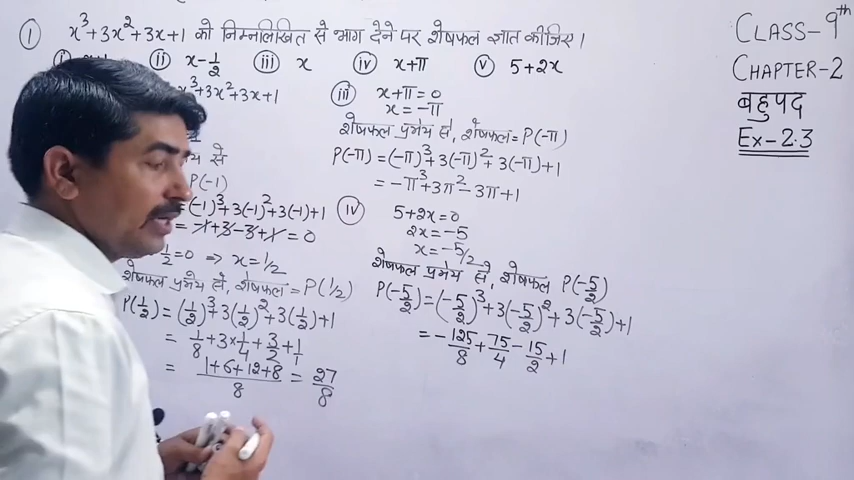 ① x³+3x²+3x+1 को निम्नलिखित से भाग देने पर शेषफल ज्ञात कीजिए।
ii x-1/2 iii x iv x+π v 5+2x
x³+3x²+3x+1
से
P(-1)
=(-1)³+3(-1)²+3(-1)+1
= -1+3-3+1 = 0
1/2=0 ⇒ x=1/2
शेषफल प्रमेय से, शेषफल = P(1/2)
P(1/2)=(1/2)³+3(1/2)²+3(1/2)+1
= 1/8+3×1/4+3/2+1/1
= 1+6+12+8/8 = 27/8
iii x+π=0
x=-π
शेषफल प्रमेय से, शेषफल=P(-π)
P(-π)=(-π)³+3(-π)²+3(-π)+1
= -π³+3π²-3π+1
iv 5+2x=0
2x=-5
x=-5/2
शेषफल प्रमेय से, शेषफल P(-5/2)
P(-5/2)=(-5/2)³+3(-5/2)²+3(-5/2)+1
= -125/8+75/4-15/2+1
CLASS-9th
CHAPTER-2
बहुपद
Ex-2.3